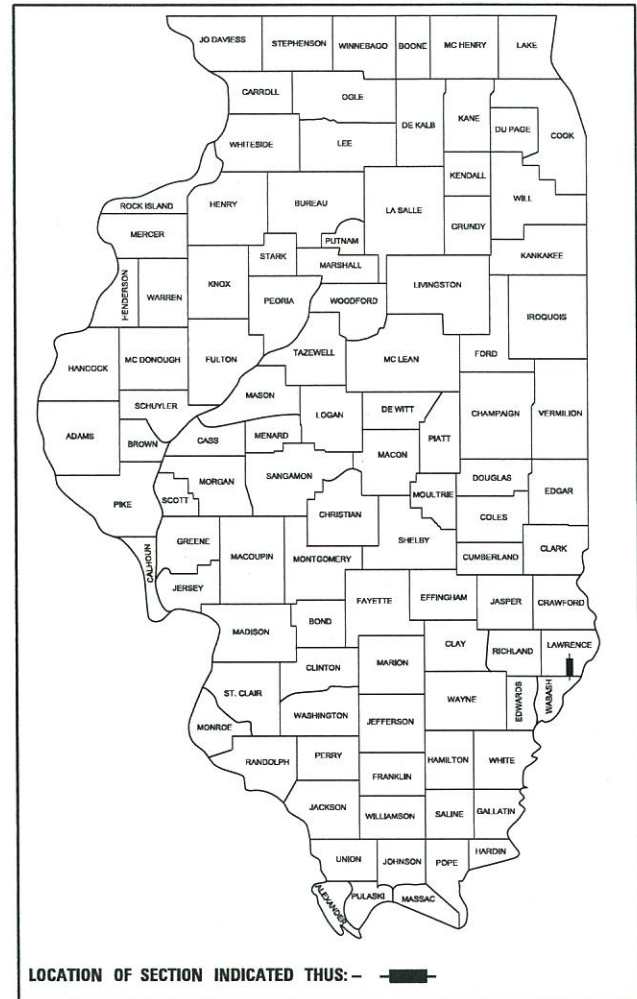 JO DAVIESS
STEPHENSON
WINNEBAGO
BOONE
MC HENRY
LAKE
CARROLL
OGLE
DE KALB
KANE
DU PAGE
COOK
WHITESIDE
LEE
KENDALL
ROCK ISLAND
HENRY
BUREAU
LA SALLE
WILL
GRUNDY
MERCER
PUTNAM
STARK
MARSHALL
KANKAKEE
HENDERSON
WARREN
KNOX
PEORIA
WOODFORD
LIVINGSTON
IROQUOIS
HANCOCK
MC DONOUGH
FULTON
TAZEWELL
MC LEAN
FORD
MASON
SCHUYLER
LOGAN
DE WITT
CHAMPAIGN
VERMILION
ADAMS
BROWN
CASS
MENARD
PIATT
MACON
MORGAN
SANGAMON
DOUGLAS
EDGAR
PIKE
SCOTT
MOULTRIE
CHRISTIAN
COLES
GREENE
MACOUPIN
MONTGOMERY
SHELBY
CUMBERLAND
CLARK
CALHOUN
JERSEY
FAYETTE
EFFINGHAM
JASPER
CRAWFORD
MADISON
BOND
CLAY
RICHLAND
LAWRENCE
CLINTON
MARION
ST. CLAIR
WAYNE
EDWARDS
WABASH
WASHINGTON
JEFFERSON
MONROE
RANDOLPH
PERRY
HAMILTON
WHITE
FRANKLIN
JACKSON
WILLIAMSON
SALINE
GALLATIN
UNION
JOHNSON
POPE
HARDIN
ALEXANDER
PULASKI
MASSAC
LOCATION OF SECTION INDICATED THUS: –